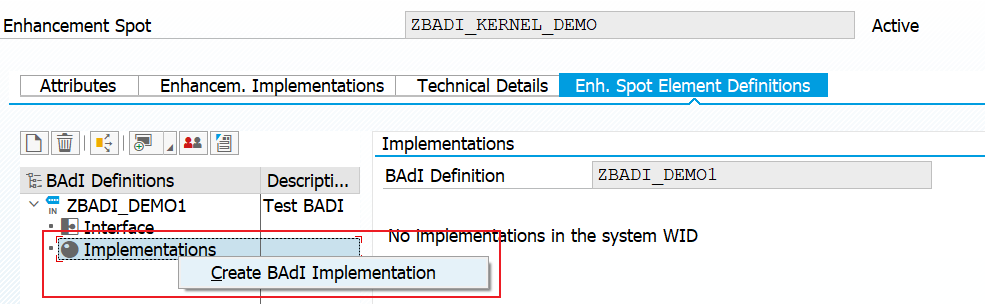 Enhancement Spot ZBADI_KERNEL_DEMO Active
Attributes Enhancem. Implementations Technical Details Enh. Spot Element Definitions
Implementations
BAdI Definitions Descripti... BAdI Definition ZBADI_DEMO1
IN ZBADI_DEMO1 Test BADI
Interface
Implementations No implementations in the system WID
Create BAdI Implementation